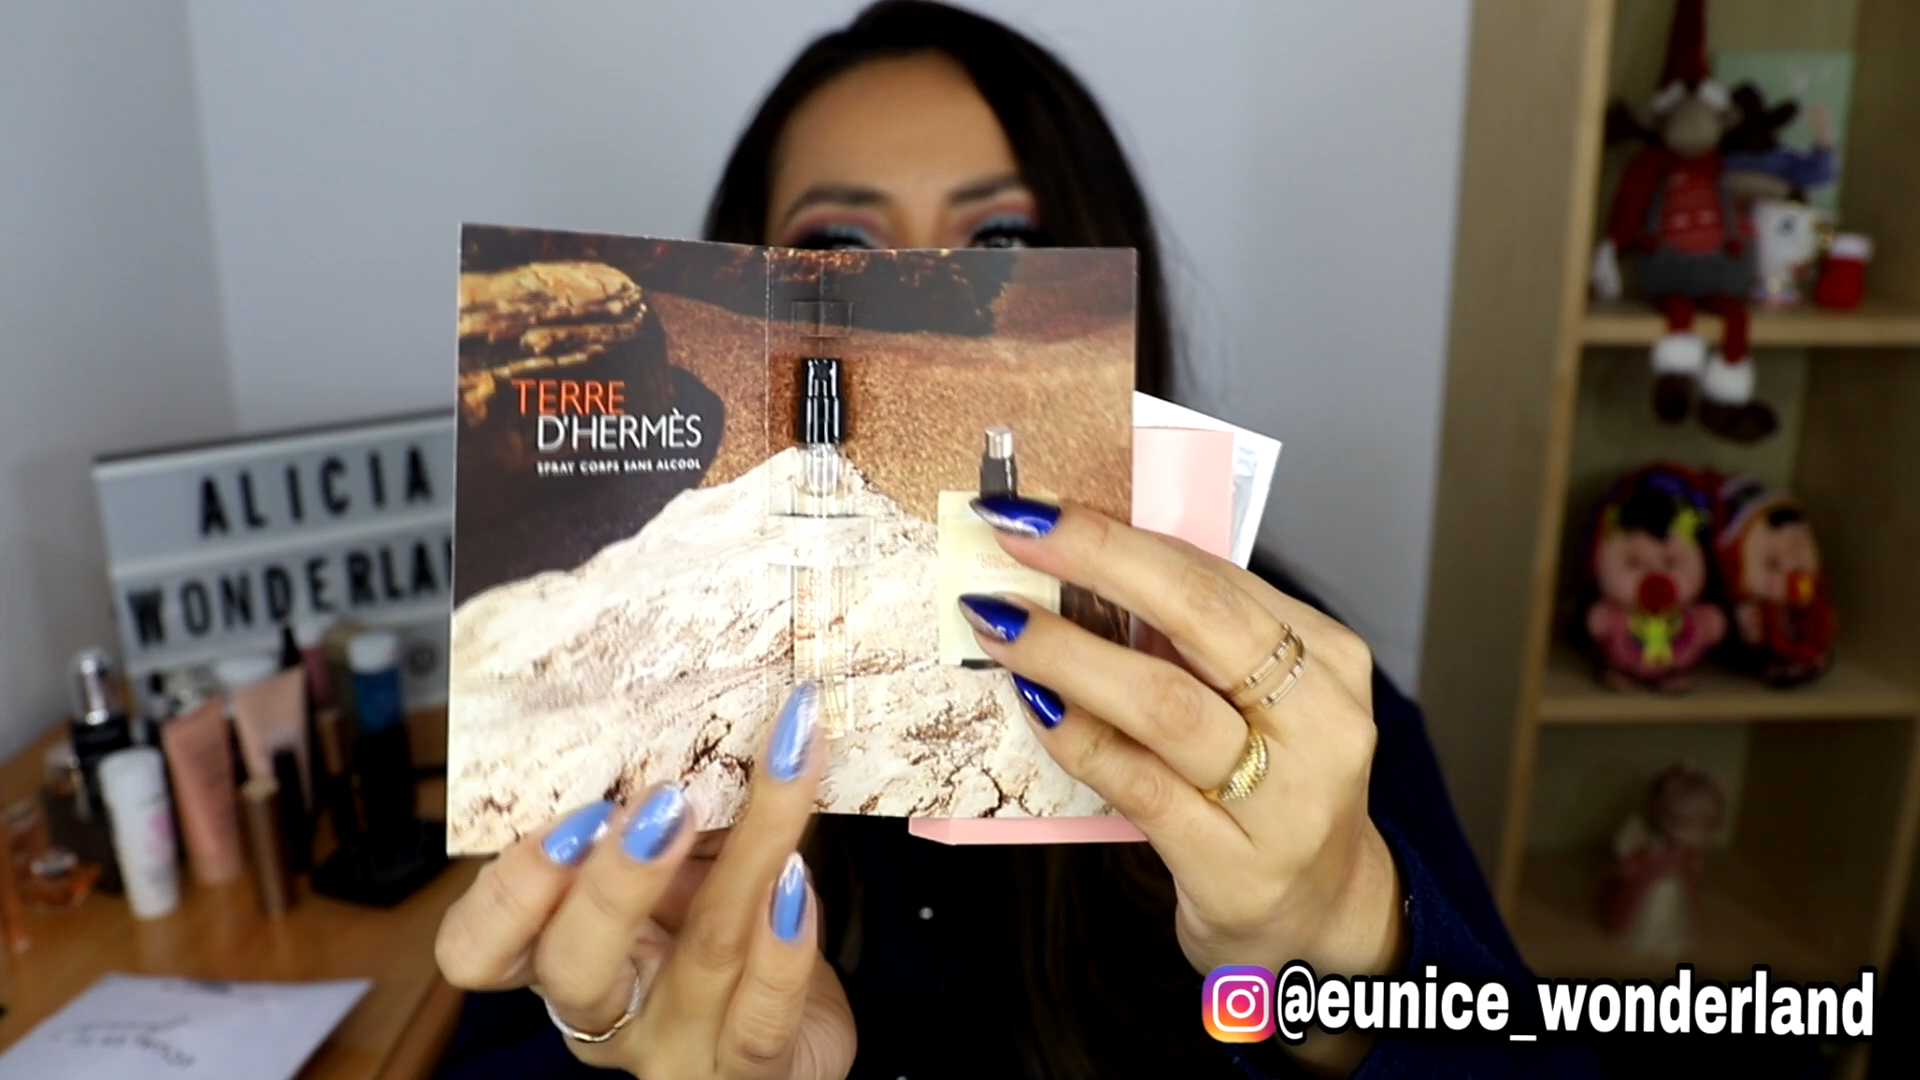 TERRE
D'HERMÈS
SPRAY CORPS SANS ALCOOL
ALICIA
WONDERLA
@eunice_wonderland